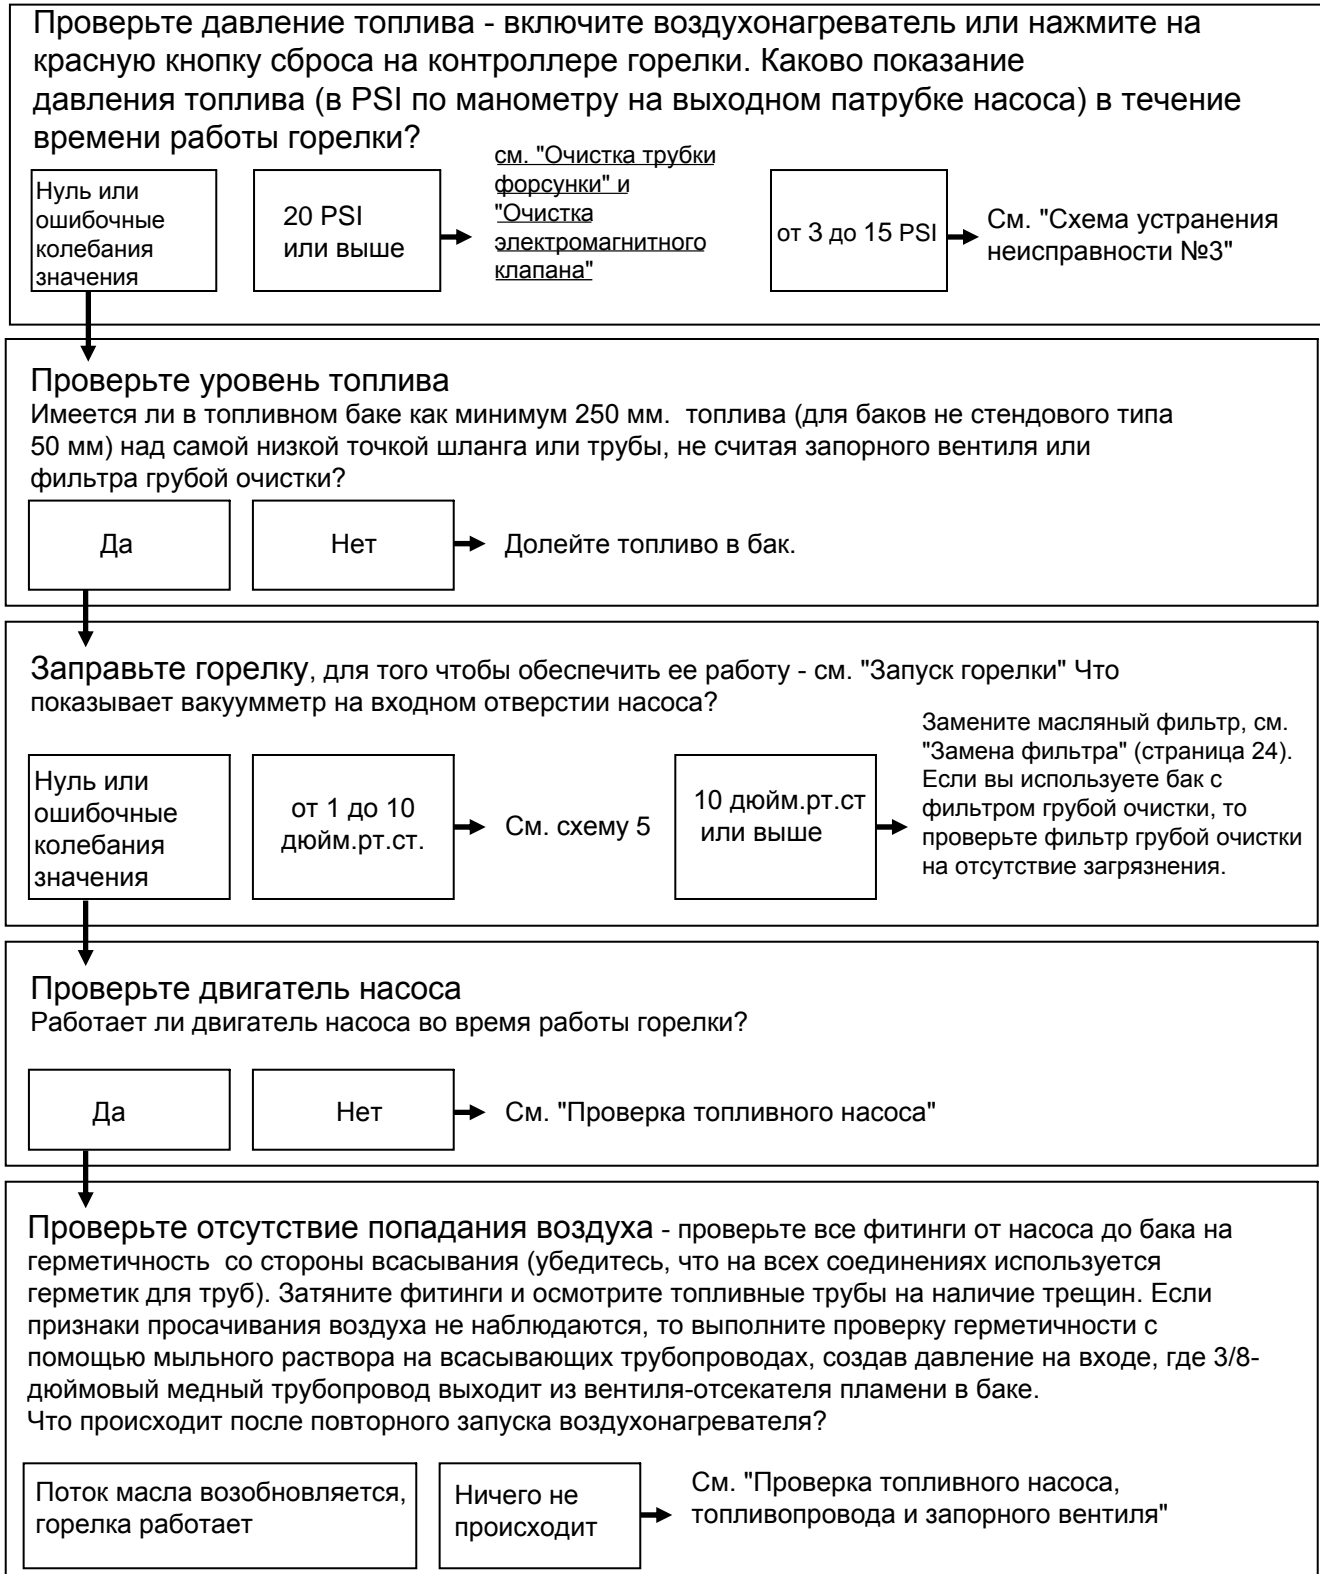 Проверьте давление топлива - включите воздухонагреватель или нажмите на
красную кнопку сброса на контроллере горелки. Каково показание
давления топлива (в PSI по манометру на выходном патрубке насоса) в течение
времени работы горелки?
Нуль или
ошибочные
колебания
значения
20 PSI
или выше
см. "Очистка трубки
форсунки" и
"Очистка
электромагнитного
клапана"
от 3 до 15 PSI
См. "Схема устранения
неисправности №3"
Проверьте уровень топлива
Имеется ли в топливном баке как минимум 250 мм. топлива (для баков не стендового типа
50 мм) над самой низкой точкой шланга или трубы, не считая запорного вентиля или
фильтра грубой очистки?
Да
Нет
Долейте топливо в бак.
Заправьте горелку, для того чтобы обеспечить ее работу - см. "Запуск горелки" Что
показывает вакуумметр на входном отверстии насоса?
Нуль или
ошибочные
колебания
значения
от 1 до 10
дюйм.рт.ст.
См. схему 5
10 дюйм.рт.ст
или выше
Замените масляный фильтр, см.
"Замена фильтра" (страница 24).
Если вы используете бак с
фильтром грубой очистки, то
проверьте фильтр грубой очистки
на отсутствие загрязнения.
Проверьте двигатель насоса
Работает ли двигатель насоса во время работы горелки?
Да
Нет
См. "Проверка топливного насоса"
Проверьте отсутствие попадания воздуха - проверьте все фитинги от насоса до бака на
герметичность со стороны всасывания (убедитесь, что на всех соединениях используется
герметик для труб). Затяните фитинги и осмотрите топливные трубы на наличие трещин. Если
признаки просачивания воздуха не наблюдаются, то выполните проверку герметичности с
помощью мыльного раствора на всасывающих трубопроводах, создав давление на входе, где 3/8-
дюймовый медный трубопровод выходит из вентиля-отсекателя пламени в баке.
Что происходит после повторного запуска воздухонагревателя?
Поток масла возобновляется,
горелка работает
Ничего не
происходит
См. "Проверка топливного насоса,
топливопровода и запорного вентиля"